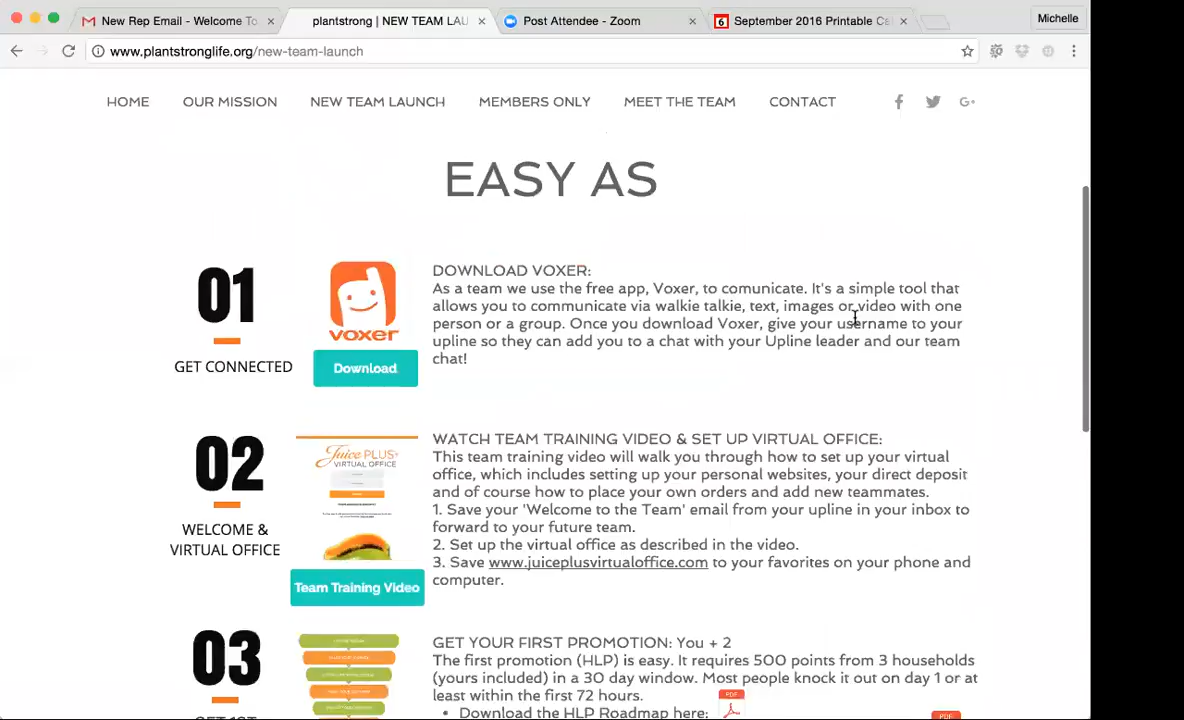 New Rep Email - Welcome To
plantstrong | NEW TEAM LAU
Post Attendee - Zoom
September 2016 Printable Ca
Michelle
www.plantstronglife.org/new-team-launch
HOME
OUR MISSION
NEW TEAM LAUNCH
MEMBERS ONLY
MEET THE TEAM
CONTACT
EASY AS
01
GET CONNECTED
voxer
Download
DOWNLOAD VOXER:
As a team we use the free app, Voxer, to comunicate. It's a simple tool that
allows you to communicate via walkie talkie, text, images or video with one
person or a group. Once you download Voxer, give your username to your
upline so they can add you to a chat with your Upline leader and our team
chat!
02
WELCOME &
VIRTUAL OFFICE
Juice PLUS+
VIRTUAL OFFICE
Team Training Video
WATCH TEAM TRAINING VIDEO & SET UP VIRTUAL OFFICE:
This team training video will walk you through how to set up your virtual
office, which includes setting up your personal websites, your direct deposit
and of course how to place your own orders and add new teammates.
1. Save your 'Welcome to the Team' email from your upline in your inbox to
forward to your future team.
2. Set up the virtual office as described in the video.
3. Save www.juiceplusvirtualoffice.com to your favorites on your phone and
computer.
03
GET 1ST
GET YOUR FIRST PROMOTION: You + 2
The first promotion (HLP) is easy. It requires 500 points from 3 households
(yours included) in a 30 day window. Most people knock it out on day 1 or at
least within the first 72 hours.
• Download the HLP Roadmap here:
PDF
PDF